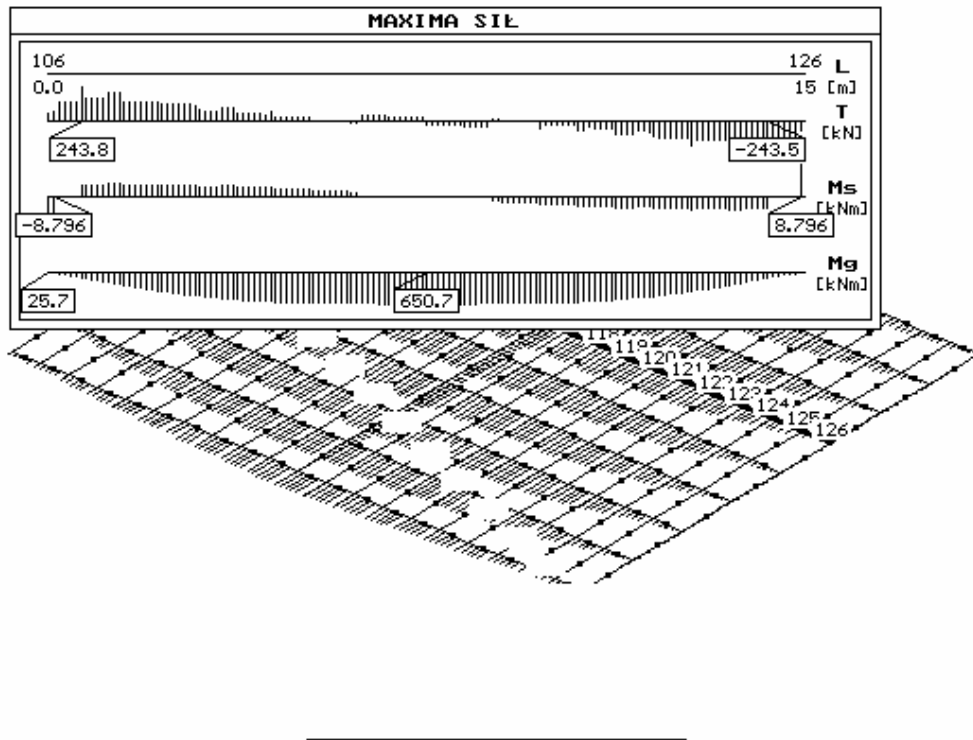 MAXIMA SIŁ
106 126 L
0.0 15 [m]
T
[kN]
243.8 -243.5
Ms
[kNm]
-8.796 8.796
Mg
[kNm]
25.7 650.7
118
119
120
121
122
123
124
125
126